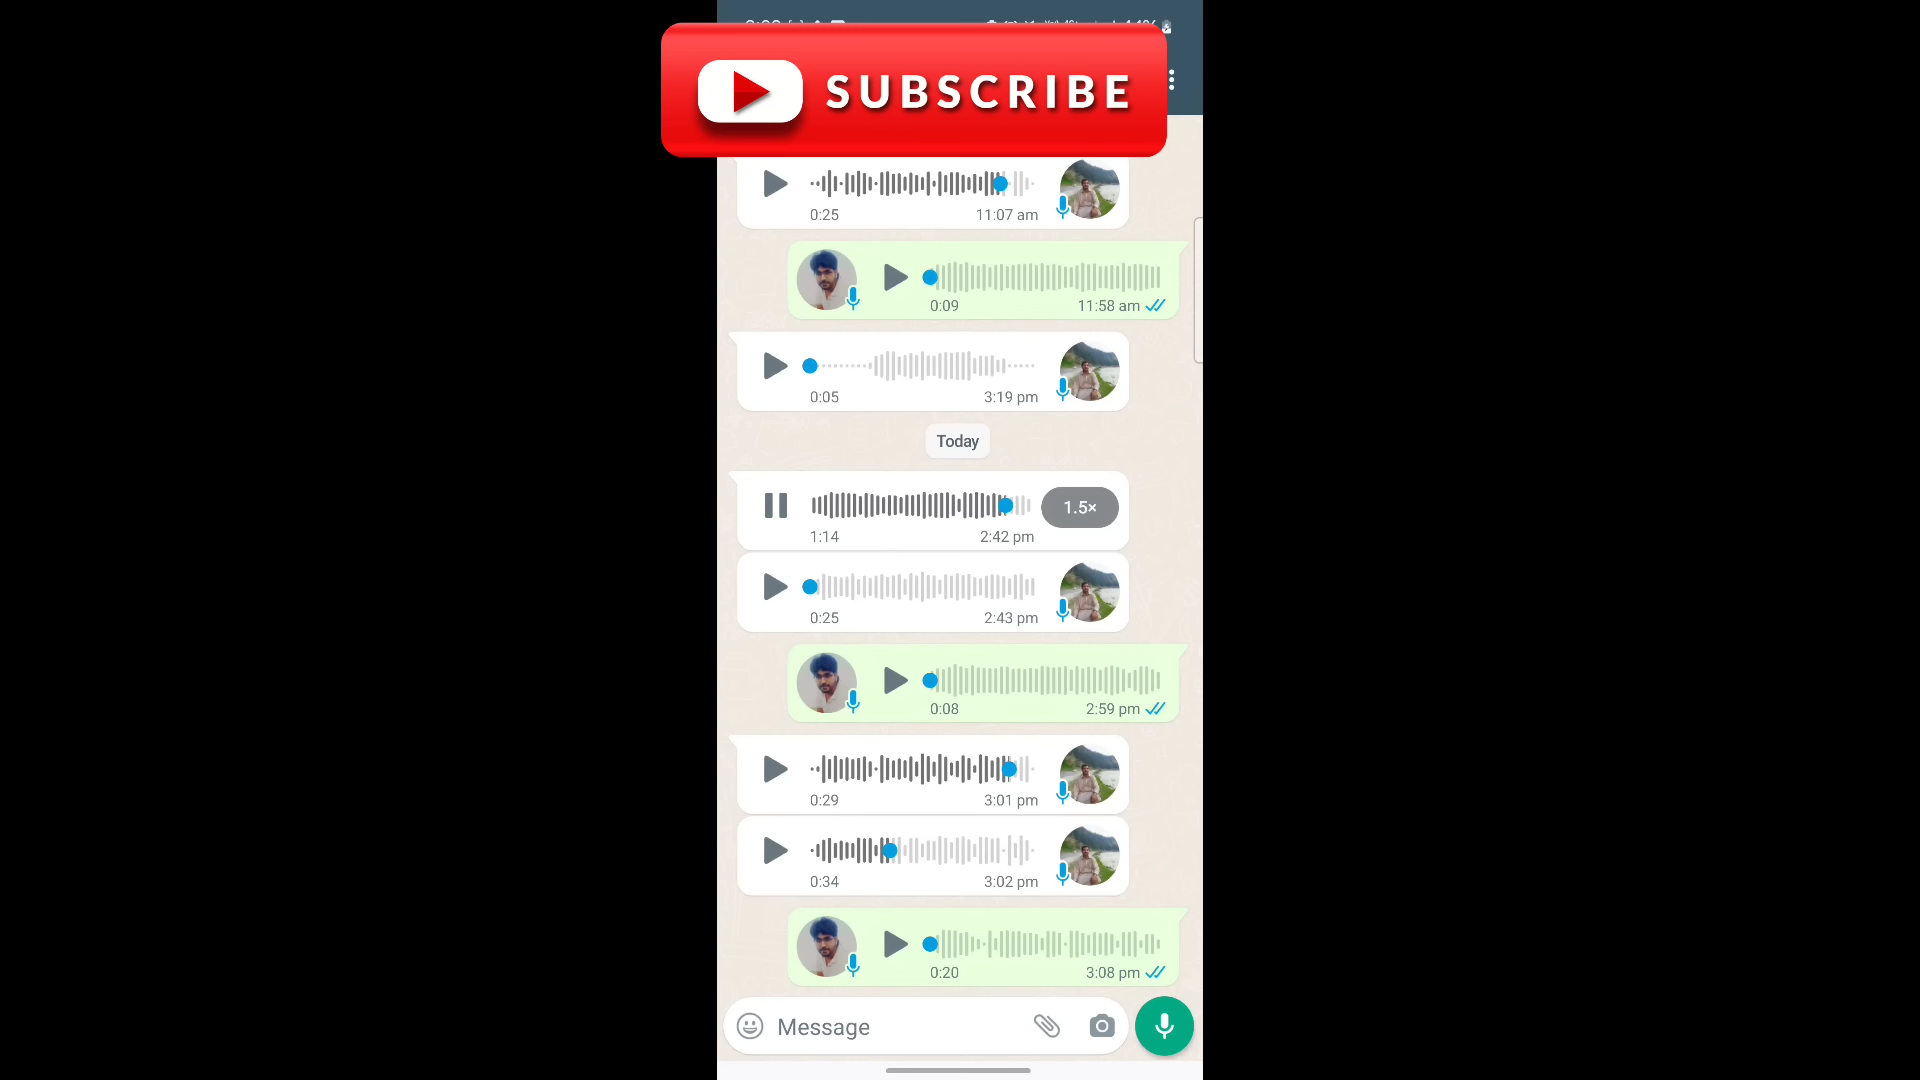 SUBSCRIBE
0:25 11:07 am
0:09 11:58 am
0:05 3:19 pm
Today
1.5×
1:14 2:42 pm
0:25 2:43 pm
0:08 2:59 pm
0:29 3:01 pm
0:34 3:02 pm
0:20 3:08 pm
Message